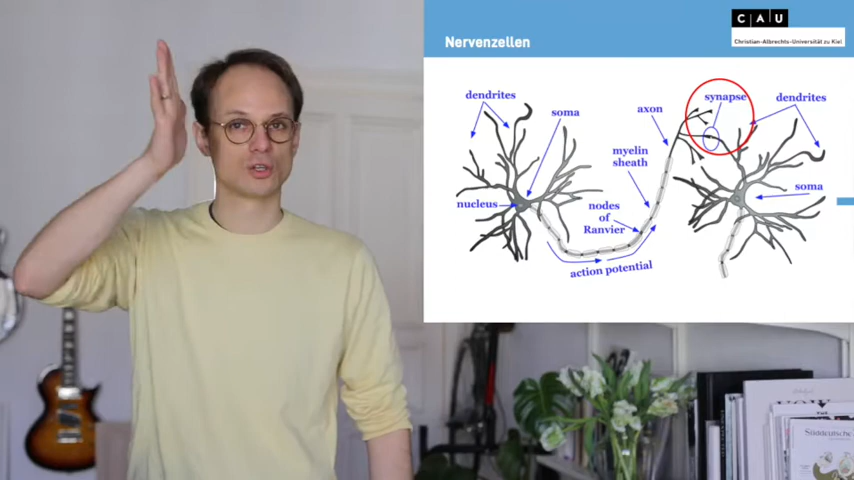 Nervenzellen
CAU
Christian-Albrechts-Universität zu Kiel
dendrites
soma
axon
synapse
dendrites
myelin
sheath
nucleus
nodes
of
Ranvier
soma
action potential
Süddeutsche